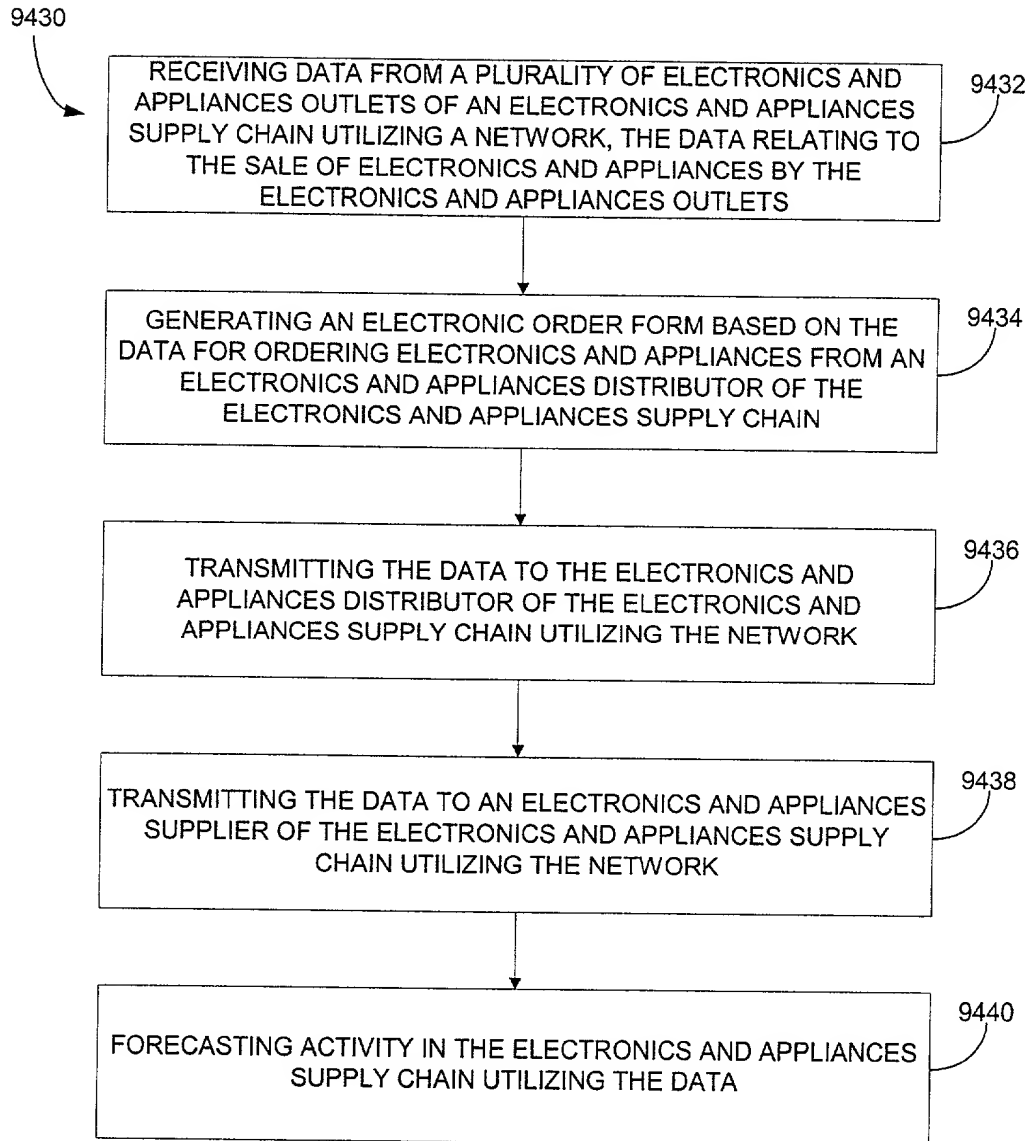 9430
RECEIVING DATA FROM A PLURALITY OF ELECTRONICS AND
APPLIANCES OUTLETS OF AN ELECTRONICS AND APPLIANCES
SUPPLY CHAIN UTILIZING A NETWORK, THE DATA RELATING TO
THE SALE OF ELECTRONICS AND APPLIANCES BY THE
ELECTRONICS AND APPLIANCES OUTLETS
9432
GENERATING AN ELECTRONIC ORDER FORM BASED ON THE
DATA FOR ORDERING ELECTRONICS AND APPLIANCES FROM AN
ELECTRONICS AND APPLIANCES DISTRIBUTOR OF THE
ELECTRONICS AND APPLIANCES SUPPLY CHAIN
9434
TRANSMITTING THE DATA TO THE ELECTRONICS AND
APPLIANCES DISTRIBUTOR OF THE ELECTRONICS AND
APPLIANCES SUPPLY CHAIN UTILIZING THE NETWORK
9436
TRANSMITTING THE DATA TO AN ELECTRONICS AND APPLIANCES
SUPPLIER OF THE ELECTRONICS AND APPLIANCES SUPPLY
CHAIN UTILIZING THE NETWORK
9438
FORECASTING ACTIVITY IN THE ELECTRONICS AND APPLIANCES
SUPPLY CHAIN UTILIZING THE DATA
9440